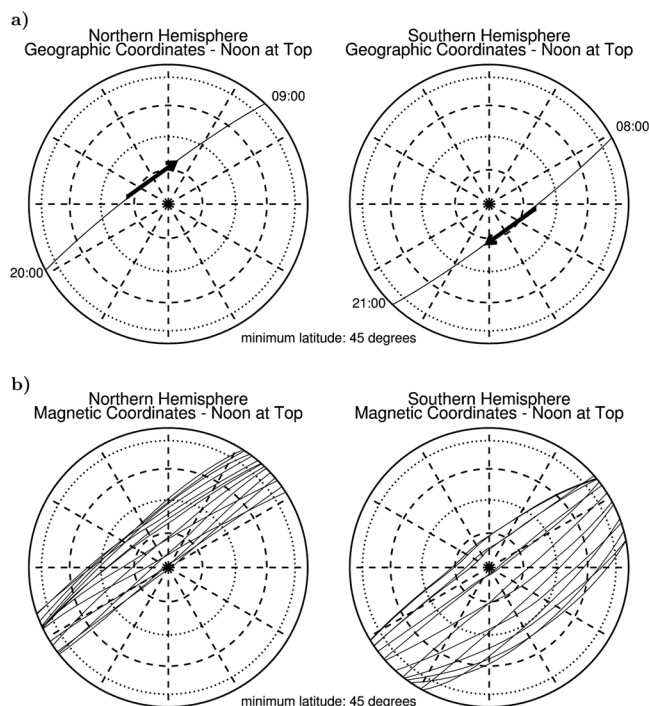 a)
Northern Hemisphere
Geographic Coordinates - Noon at Top
09:00
20:00
Southern Hemisphere
Geographic Coordinates - Noon at Top
08:00
21:00
minimum latitude: 45 degrees
b)
Northern Hemisphere
Magnetic Coordinates - Noon at Top
Southern Hemisphere
Magnetic Coordinates - Noon at Top
minimum latitude: 45 degrees